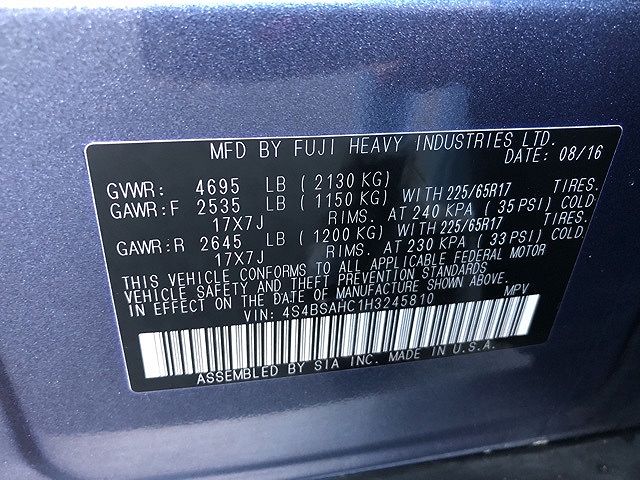 MFD BY FUJI HEAVY INDUSTRIES LTD.
DATE: 08/16
GVWR: 4695 LB ( 2130 KG)
GAWR:F 2535 LB ( 1150 KG) WITH 225/65R17 TIRES.
17X7J RIMS. AT 240 KPA ( 35 PSI) COLD
GAWR:R 2645 LB ( 1200 KG) WITH 225/65R17 TIRES.
17X7J RIMS. AT 230 KPA ( 33 PSI) COLD.
THIS VEHICLE CONFORMS TO ALL APPLICABLE FEDERAL MOTOR
VEHICLE SAFETY AND THEFT PREVENTION STANDARDS
IN EFFECT ON THE DATE OF MANUFACTURE SHOWN ABOVE.
VIN: 4S4BSAHC1H3245810 MPV
ASSEMBLED BY SIA INC. MADE IN U.S.A.